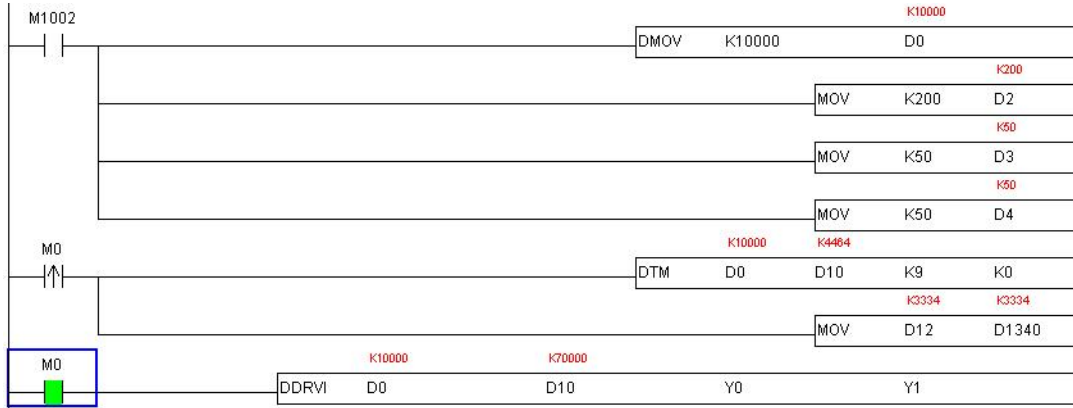 M1002
K10000
DMOV K10000 D0
K200
MOV K200 D2
K50
MOV K50 D3
K50
MOV K50 D4
M0
K10000 K4464
DTM D0 D10 K9 K0
K3334 K3334
MOV D12 D1340
M0
K10000 K70000
DDRVI D0 D10 Y0 Y1